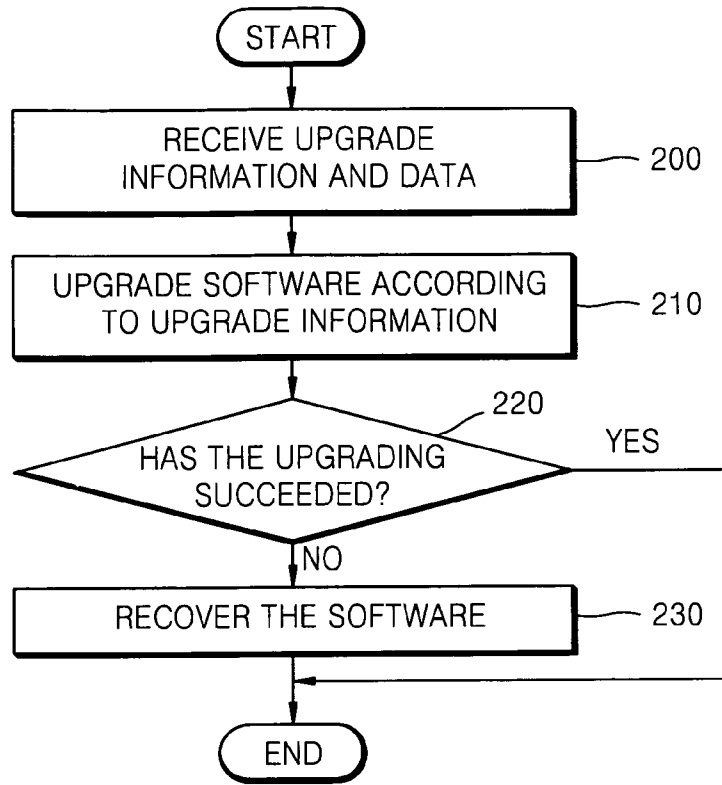 START
RECEIVE UPGRADE
INFORMATION AND DATA
200
UPGRADE SOFTWARE ACCORDING
TO UPGRADE INFORMATION
210
220
HAS THE UPGRADING
SUCCEEDED?
YES
NO
RECOVER THE SOFTWARE
230
END